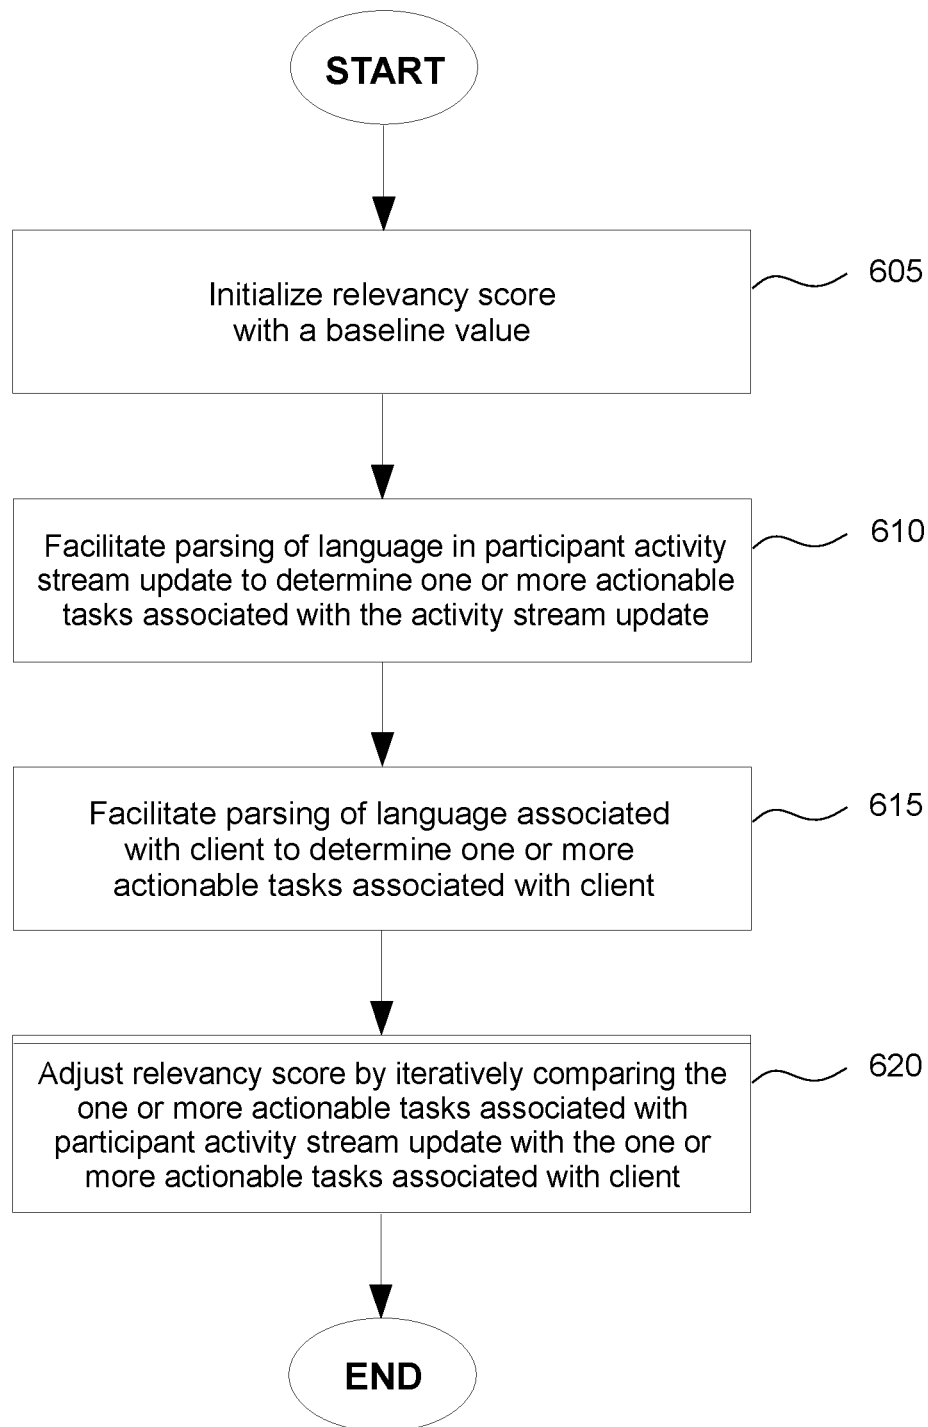 START
Initialize relevancy score
with a baseline value
605
Facilitate parsing of language in participant activity
stream update to determine one or more actionable
tasks associated with the activity stream update
610
Facilitate parsing of language associated
with client to determine one or more
actionable tasks associated with client
615
Adjust relevancy score by iteratively comparing the
one or more actionable tasks associated with
participant activity stream update with the one or
more actionable tasks associated with client
620
END